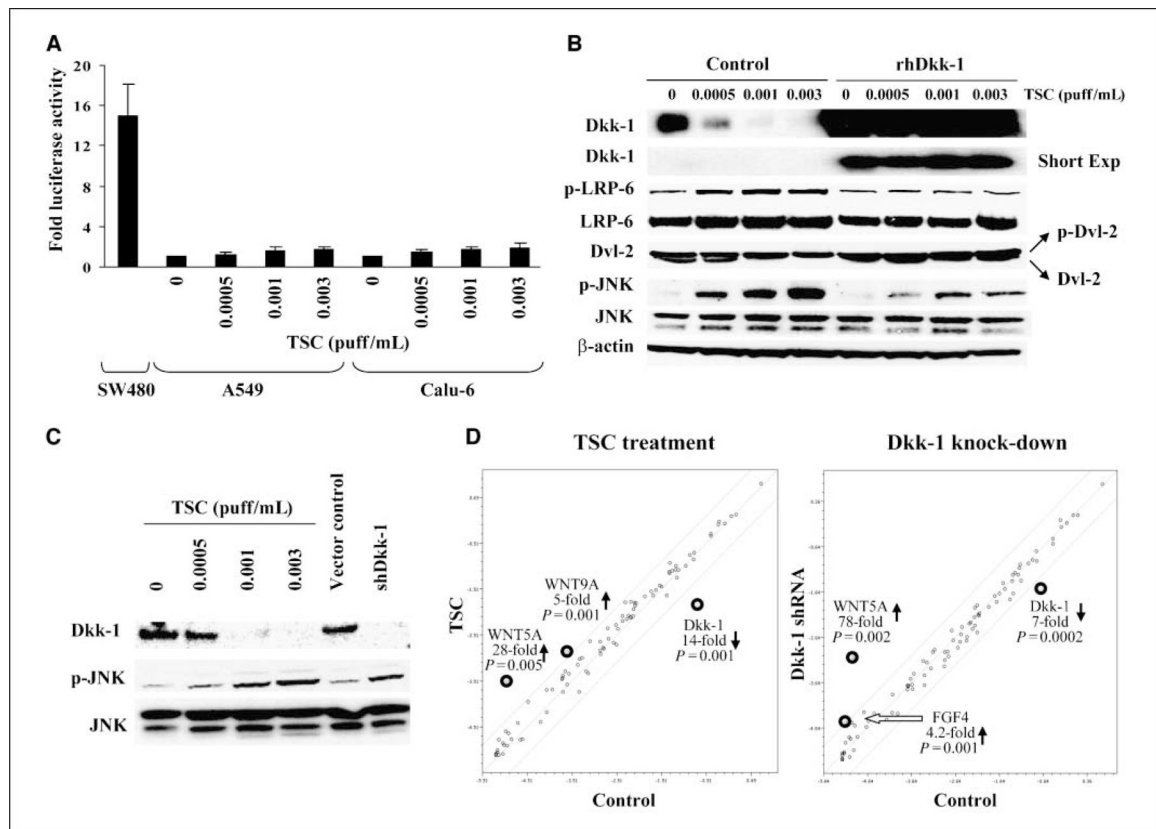 A
Fold luciferase activity
20
16
12
8
4
0
0
0.0005
0.001
0.003
0
0.0005
0.001
0.003
TSC (puff/mL)
SW480
A549
Calu-6
B
Control
rhDkk-1
0 0.0005 0.001 0.003 0 0.0005 0.001 0.003 TSC (puff/mL)
Dkk-1
Dkk-1 Short Exp
p-LRP-6
LRP-6
p-Dvl-2
Dvl-2
Dvl-2
p-JNK
JNK
β-actin
C
TSC (puff/mL)
0
0.0005
0.001
0.003
Vector control
shDkk-1
Dkk-1
p-JNK
JNK
D
TSC treatment
TSC
WNT9A
5-fold
P = 0.001
WNT5A
28-fold
P = 0.005
Dkk-1
14-fold
P = 0.001
Control
Dkk-1 knock-down
Dkk-1 shRNA
WNT5A
78-fold
P = 0.002
Dkk-1
7-fold
P = 0.0002
FGF4
4.2-fold
P = 0.001
Control